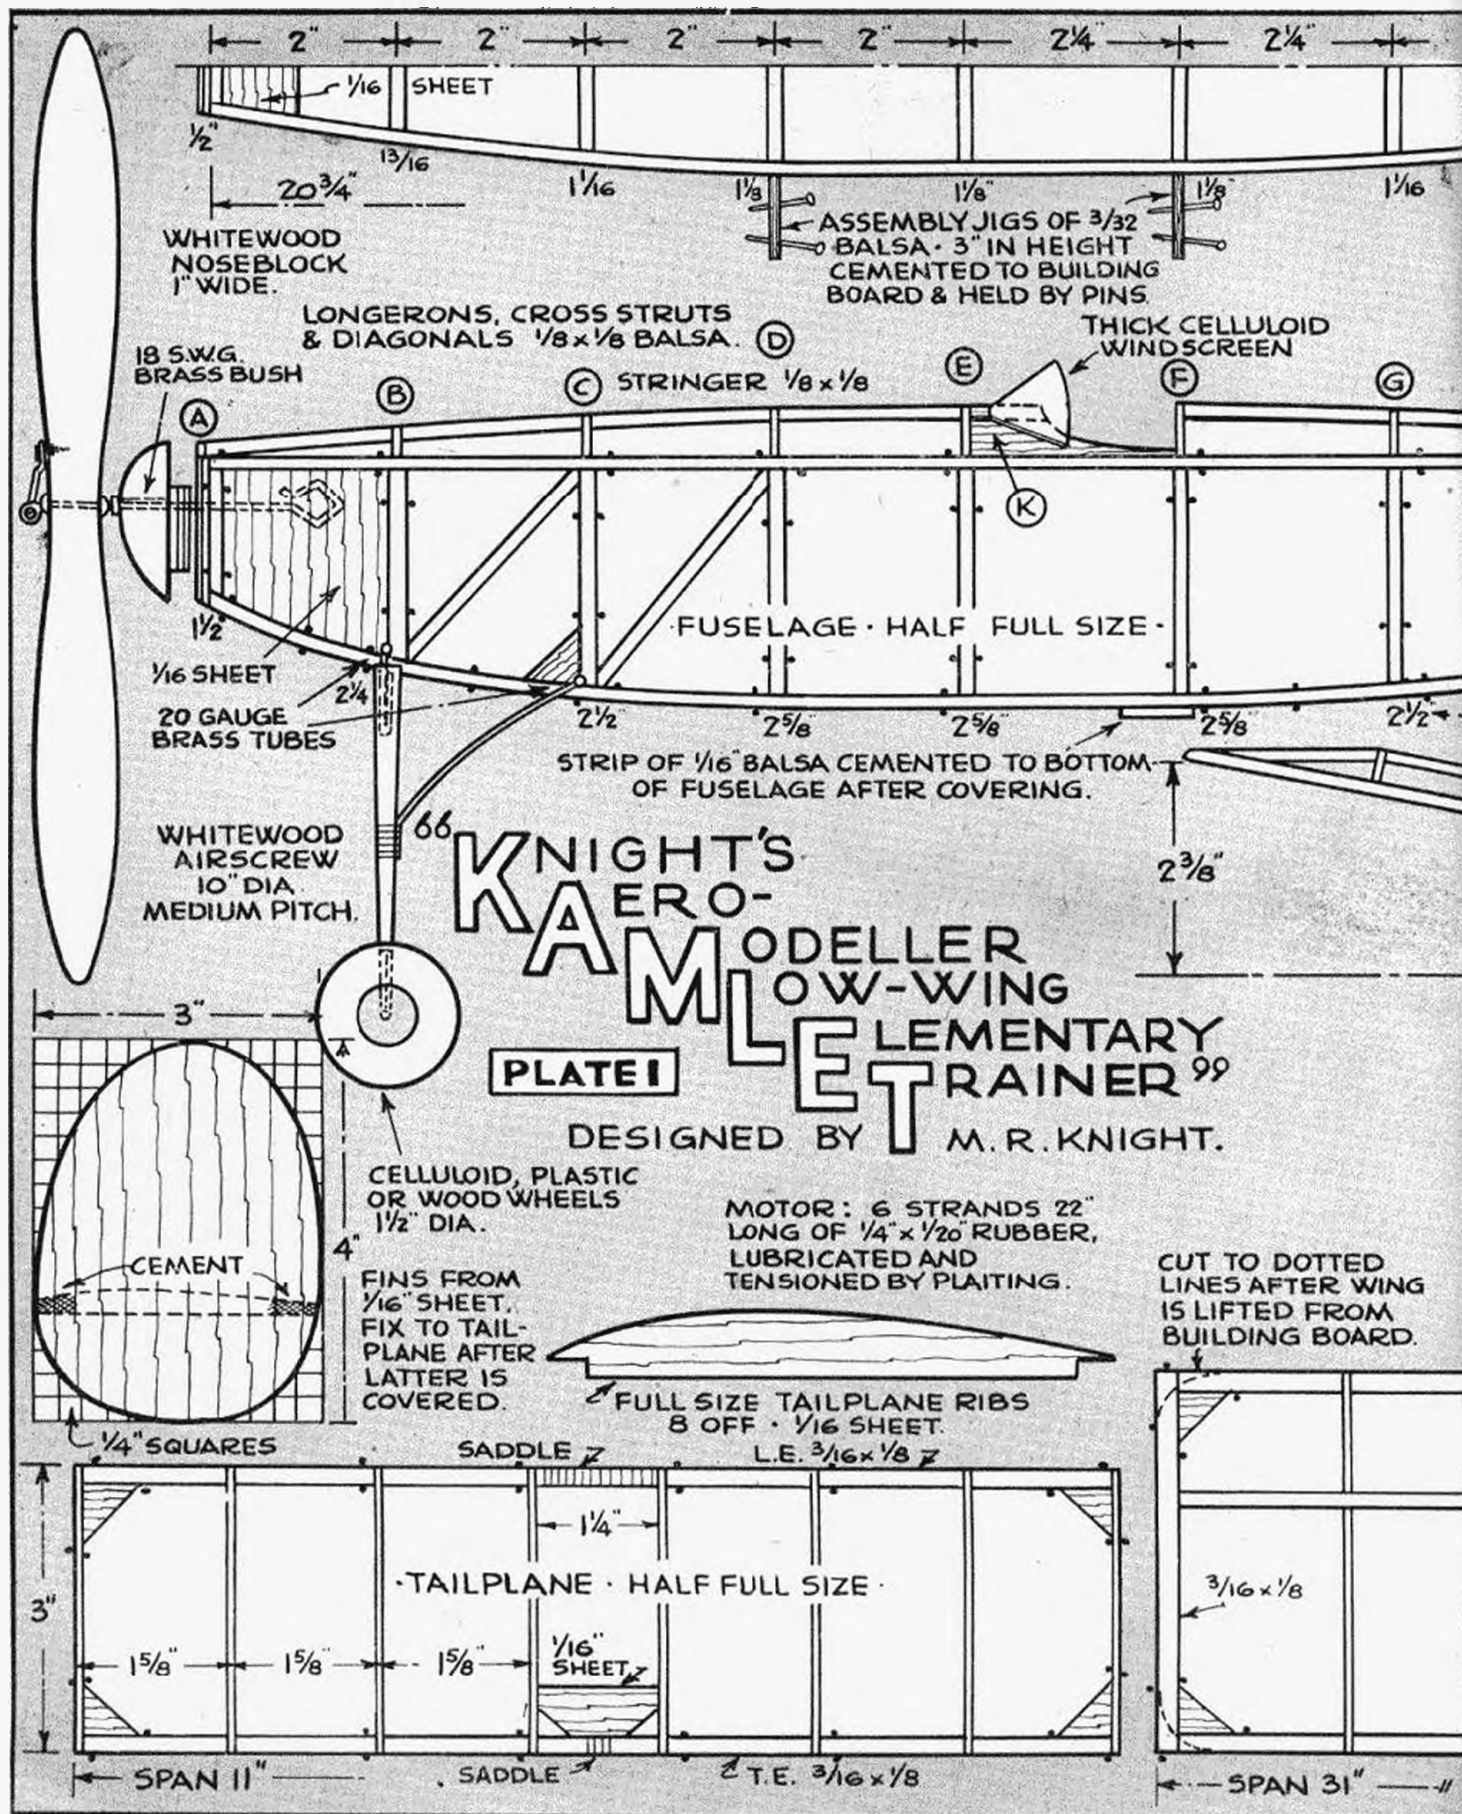 2" 2" 2" 2" 2¼" 2¼"
1/16 SHEET
½"
13/16
1 1/16
1⅛
1⅛"
1⅛"
1 1/16
20¾"
WHITEWOOD
NOSEBLOCK
1" WIDE.
ASSEMBLY JIGS OF 3/32
BALSA · 3" IN HEIGHT
CEMENTED TO BUILDING
BOARD & HELD BY PINS.
LONGERONS, CROSS STRUTS
& DIAGONALS ⅛ x ⅛ BALSA.
THICK CELLULOID
WINDSCREEN
18 S.W.G.
BRASS BUSH
STRINGER ⅛ x ⅛
A B C D E F G
K
FUSELAGE · HALF FULL SIZE ·
1½"
1/16 SHEET
2¼
20 GAUGE
BRASS TUBES
2½"
2⅝"
2⅝"
2⅝"
2½"
STRIP OF 1/16" BALSA CEMENTED TO BOTTOM
OF FUSELAGE AFTER COVERING.
2⅜"
WHITEWOOD
AIRSCREW
10" DIA.
MEDIUM PITCH.
"KNIGHT'S
AERO-
MODELLER
LOW-WING
ELEMENTARY
TRAINER"
PLATE 1
DESIGNED BY M. R. KNIGHT.
3"
4"
CELLULOID, PLASTIC
OR WOOD WHEELS
1½" DIA.
CEMENT
FINS FROM
1/16" SHEET.
FIX TO TAIL-
PLANE AFTER
LATTER IS
COVERED.
¼" SQUARES
MOTOR: 6 STRANDS 22"
LONG OF ¼" x 1/20" RUBBER,
LUBRICATED AND
TENSIONED BY PLAITING.
FULL SIZE TAILPLANE RIBS
8 OFF · 1/16 SHEET.
CUT TO DOTTED
LINES AFTER WING
IS LIFTED FROM
BUILDING BOARD.
SADDLE
L.E. 3/16 x ⅛
1¼"
· TAILPLANE · HALF FULL SIZE ·
3"
1⅝" 1⅝" 1⅝"
1/16"
SHEET
SPAN 11"
SADDLE
T.E. 3/16 x ⅛
3/16 x ⅛
SPAN 31"